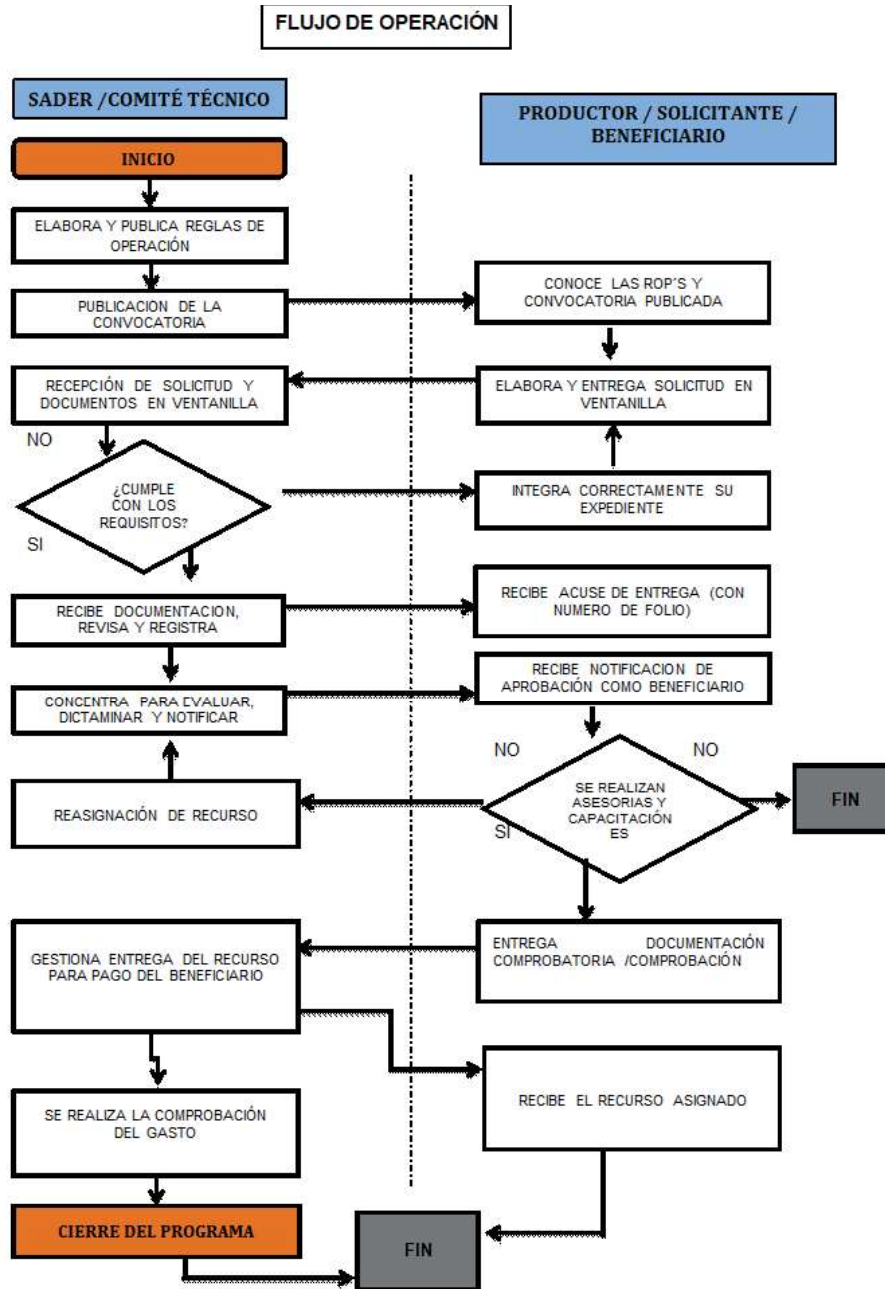 FLUJO DE OPERACIÓN
SADER /COMITÉ TÉCNICO
PRODUCTOR / SOLICITANTE /
BENEFICIARIO
INICIO
ELABORA Y PUBLICA REGLAS DE
OPERACIÓN
CONOCE LAS ROP´S Y
CONVOCATORIA PUBLICADA
PUBLICACION DE LA
CONVOCATORIA
RECEPCIÓN DE SOLICITUD Y
DOCUMENTOS EN VENTANILLA
ELABORA Y ENTREGA SOLICITUD EN
VENTANILLA
NO
¿CUMPLE
CON LOS
REQUISITOS?
INTEGRA CORRECTAMENTE SU
EXPEDIENTE
SI
RECIBE DOCUMENTACION,
REVISA Y REGISTRA
RECIBE ACUSE DE ENTREGA (CON
NUMERO DE FOLIO)
RECIBE NOTIFICACION DE
APROBACIÓN COMO BENEFICIARIO
CONCENTRA PARA EVALUAR,
DICTAMINAR Y NOTIFICAR
NO
NO
SE REALIZAN
ASESORIAS Y
CAPACITACIÓN
ES
FIN
REASIGNACIÓN DE RECURSO
SI
ENTREGA DOCUMENTACIÓN
COMPROBATORIA /COMPROBACIÓN
GESTIONA ENTREGA DEL RECURSO
PARA PAGO DEL BENEFICIARIO
RECIBE EL RECURSO ASIGNADO
SE REALIZA LA COMPROBACIÓN
DEL GASTO
CIERRE DEL PROGRAMA
FIN